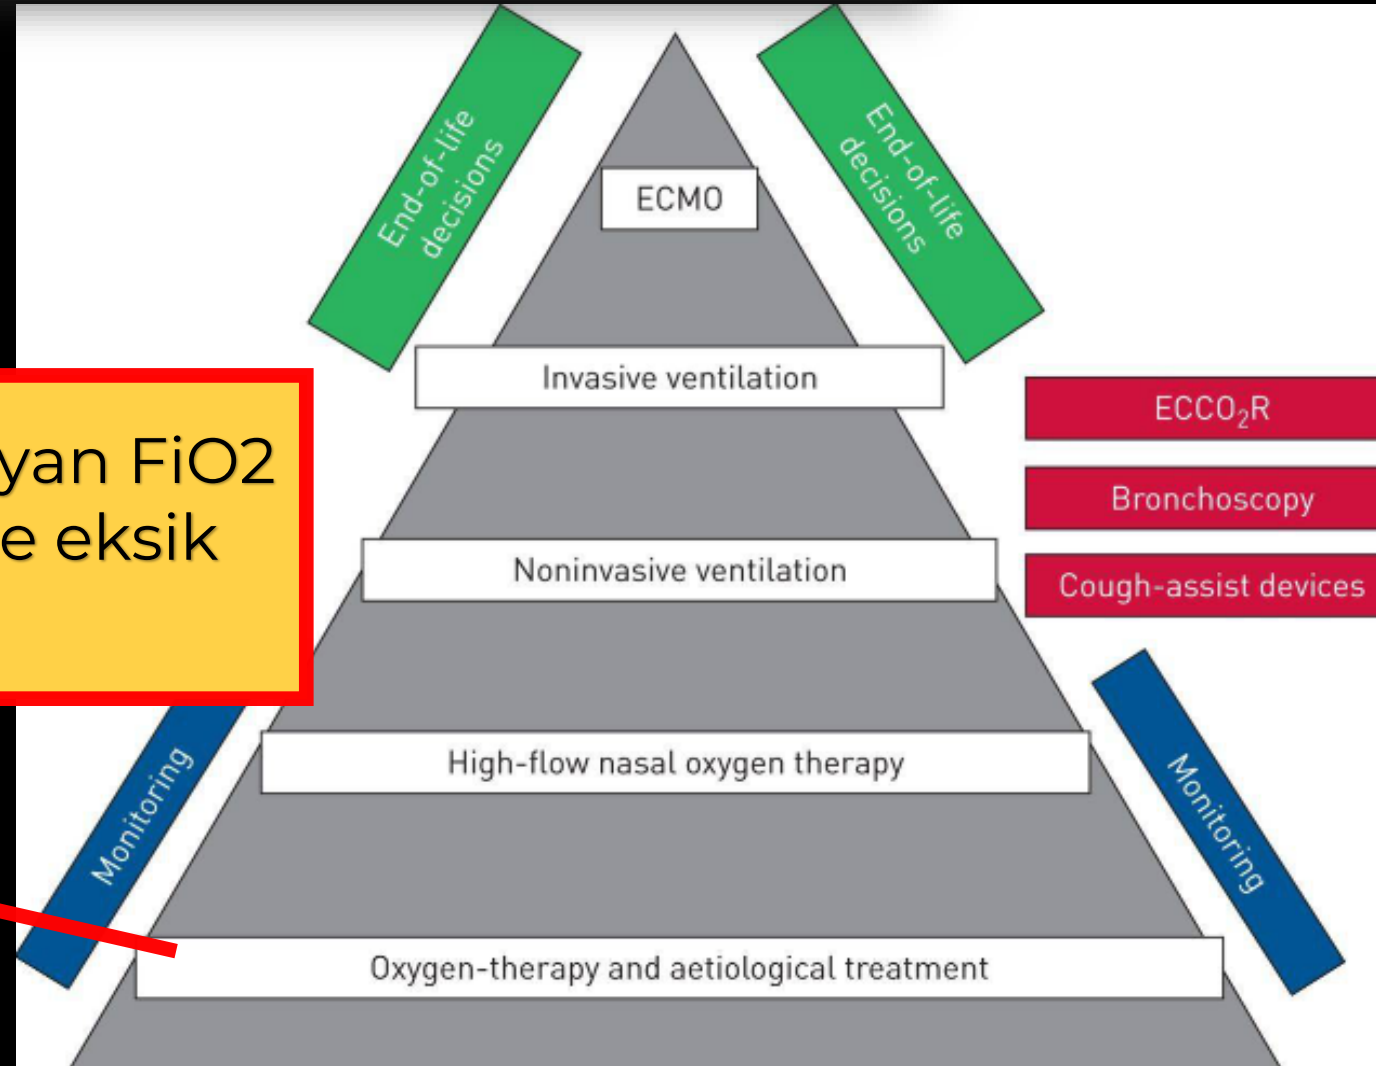 End-of-life
decisions
End-of-life
decisions
ECMO
Invasive ventilation
ECCO₂R
Bronchoscopy
Cough-assist devices
yan FiO2
e eksik
Noninvasive ventilation
High-flow nasal oxygen therapy
Monitoring
Monitoring
Oxygen-therapy and aetiological treatment